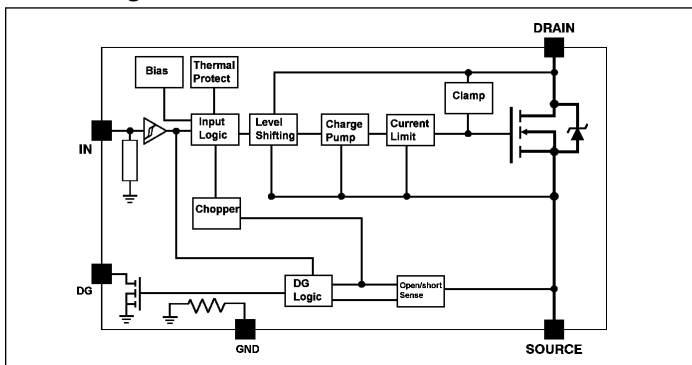 DRAIN
Bias
Thermal
Protect
Clamp
IN
Input
Logic
Level
Shifting
Charge
Pump
Current
Limit
Chopper
DG
DG
Logic
Open/short
Sense
GND
SOURCE